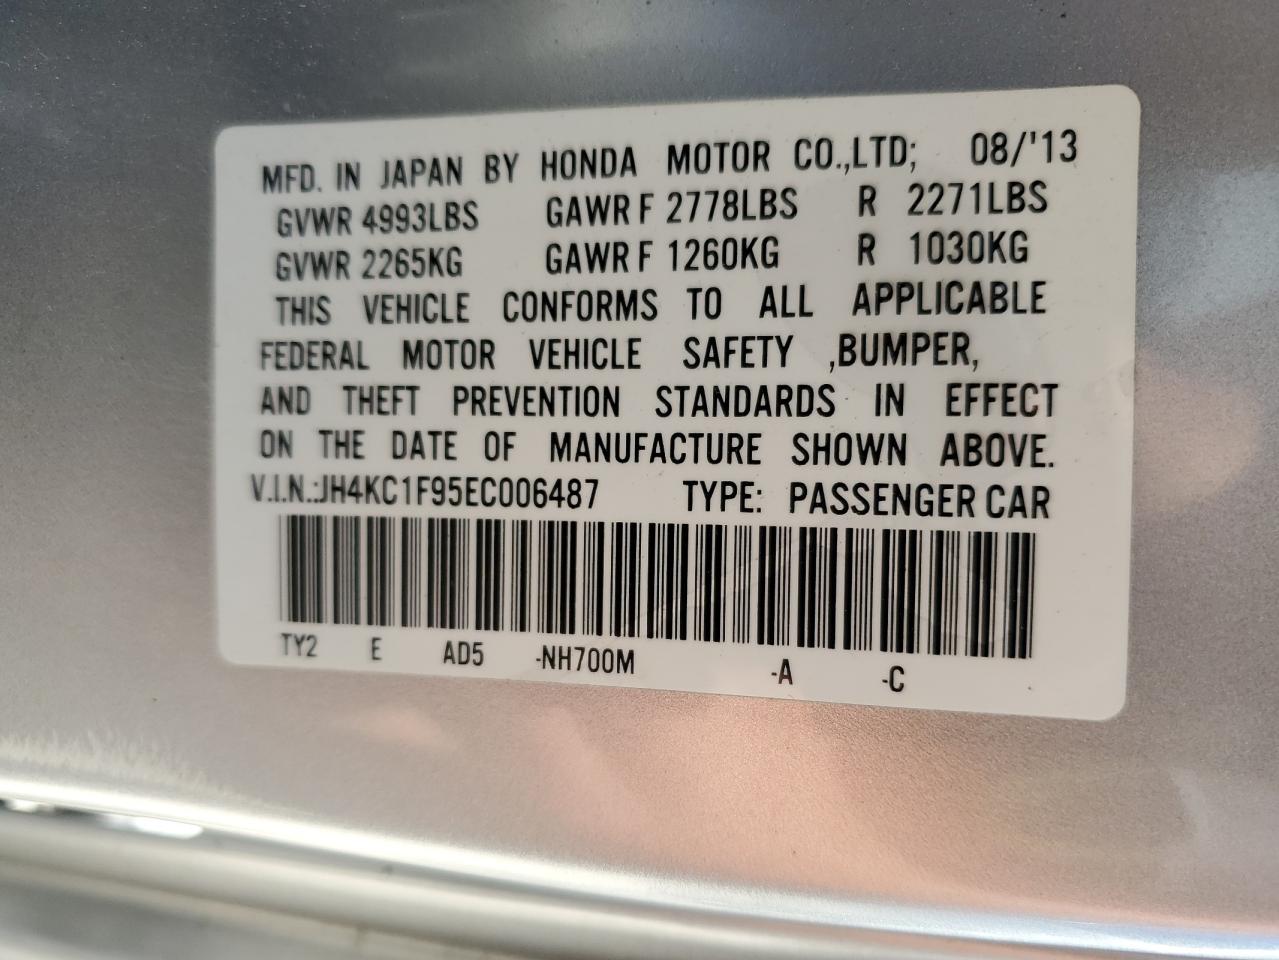 MFD. IN JAPAN BY HONDA MOTOR CO.,LTD; 08/'13
GVWR 4993LBS GAWR F 2778LBS R 2271LBS
GVWR 2265KG GAWR F 1260KG R 1030KG
THIS VEHICLE CONFORMS TO ALL APPLICABLE
FEDERAL MOTOR VEHICLE SAFETY ,BUMPER,
AND THEFT PREVENTION STANDARDS IN EFFECT
ON THE DATE OF MANUFACTURE SHOWN ABOVE.
V.I.N.:JH4KC1F95EC006487 TYPE: PASSENGER CAR
TY2 E AD5 -NH700M -A -C